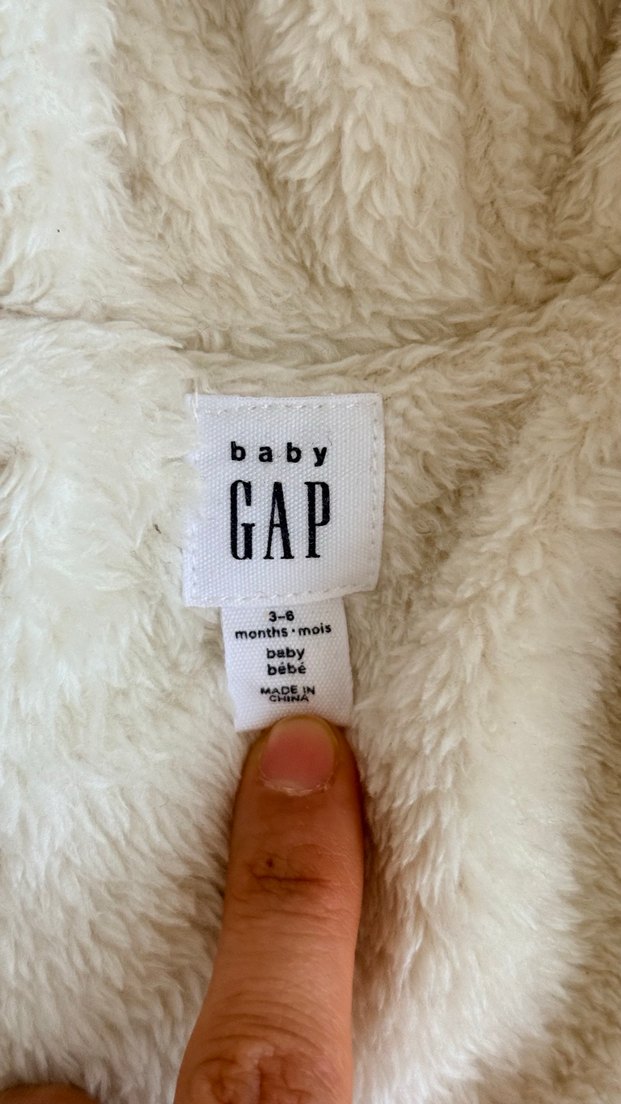 baby
GAP
3-6
months·mois
baby
bébé
MADE IN
CHINA